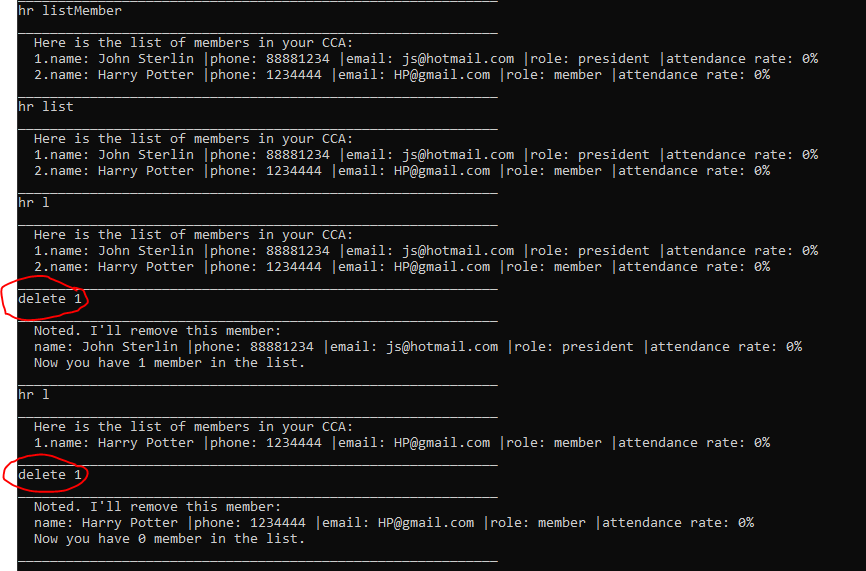 hr listMember
Here is the list of members in your CCA:
1.name: John Sterlin |phone: 88881234 |email: js@hotmail.com |role: president |attendance rate: 0%
2.name: Harry Potter |phone: 1234444 |email: HP@gmail.com |role: member |attendance rate: 0%
hr list
Here is the list of members in your CCA:
1.name: John Sterlin |phone: 88881234 |email: js@hotmail.com |role: president |attendance rate: 0%
2.name: Harry Potter |phone: 1234444 |email: HP@gmail.com |role: member |attendance rate: 0%
hr l
Here is the list of members in your CCA:
1.name: John Sterlin |phone: 88881234 |email: js@hotmail.com |role: president |attendance rate: 0%
2.name: Harry Potter |phone: 1234444 |email: HP@gmail.com |role: member |attendance rate: 0%
delete 1
Noted. I'll remove this member:
name: John Sterlin |phone: 88881234 |email: js@hotmail.com |role: president |attendance rate: 0%
Now you have 1 member in the list.
hr l
Here is the list of members in your CCA:
1.name: Harry Potter |phone: 1234444 |email: HP@gmail.com |role: member |attendance rate: 0%
delete 1
Noted. I'll remove this member:
name: Harry Potter |phone: 1234444 |email: HP@gmail.com |role: member |attendance rate: 0%
Now you have 0 member in the list.